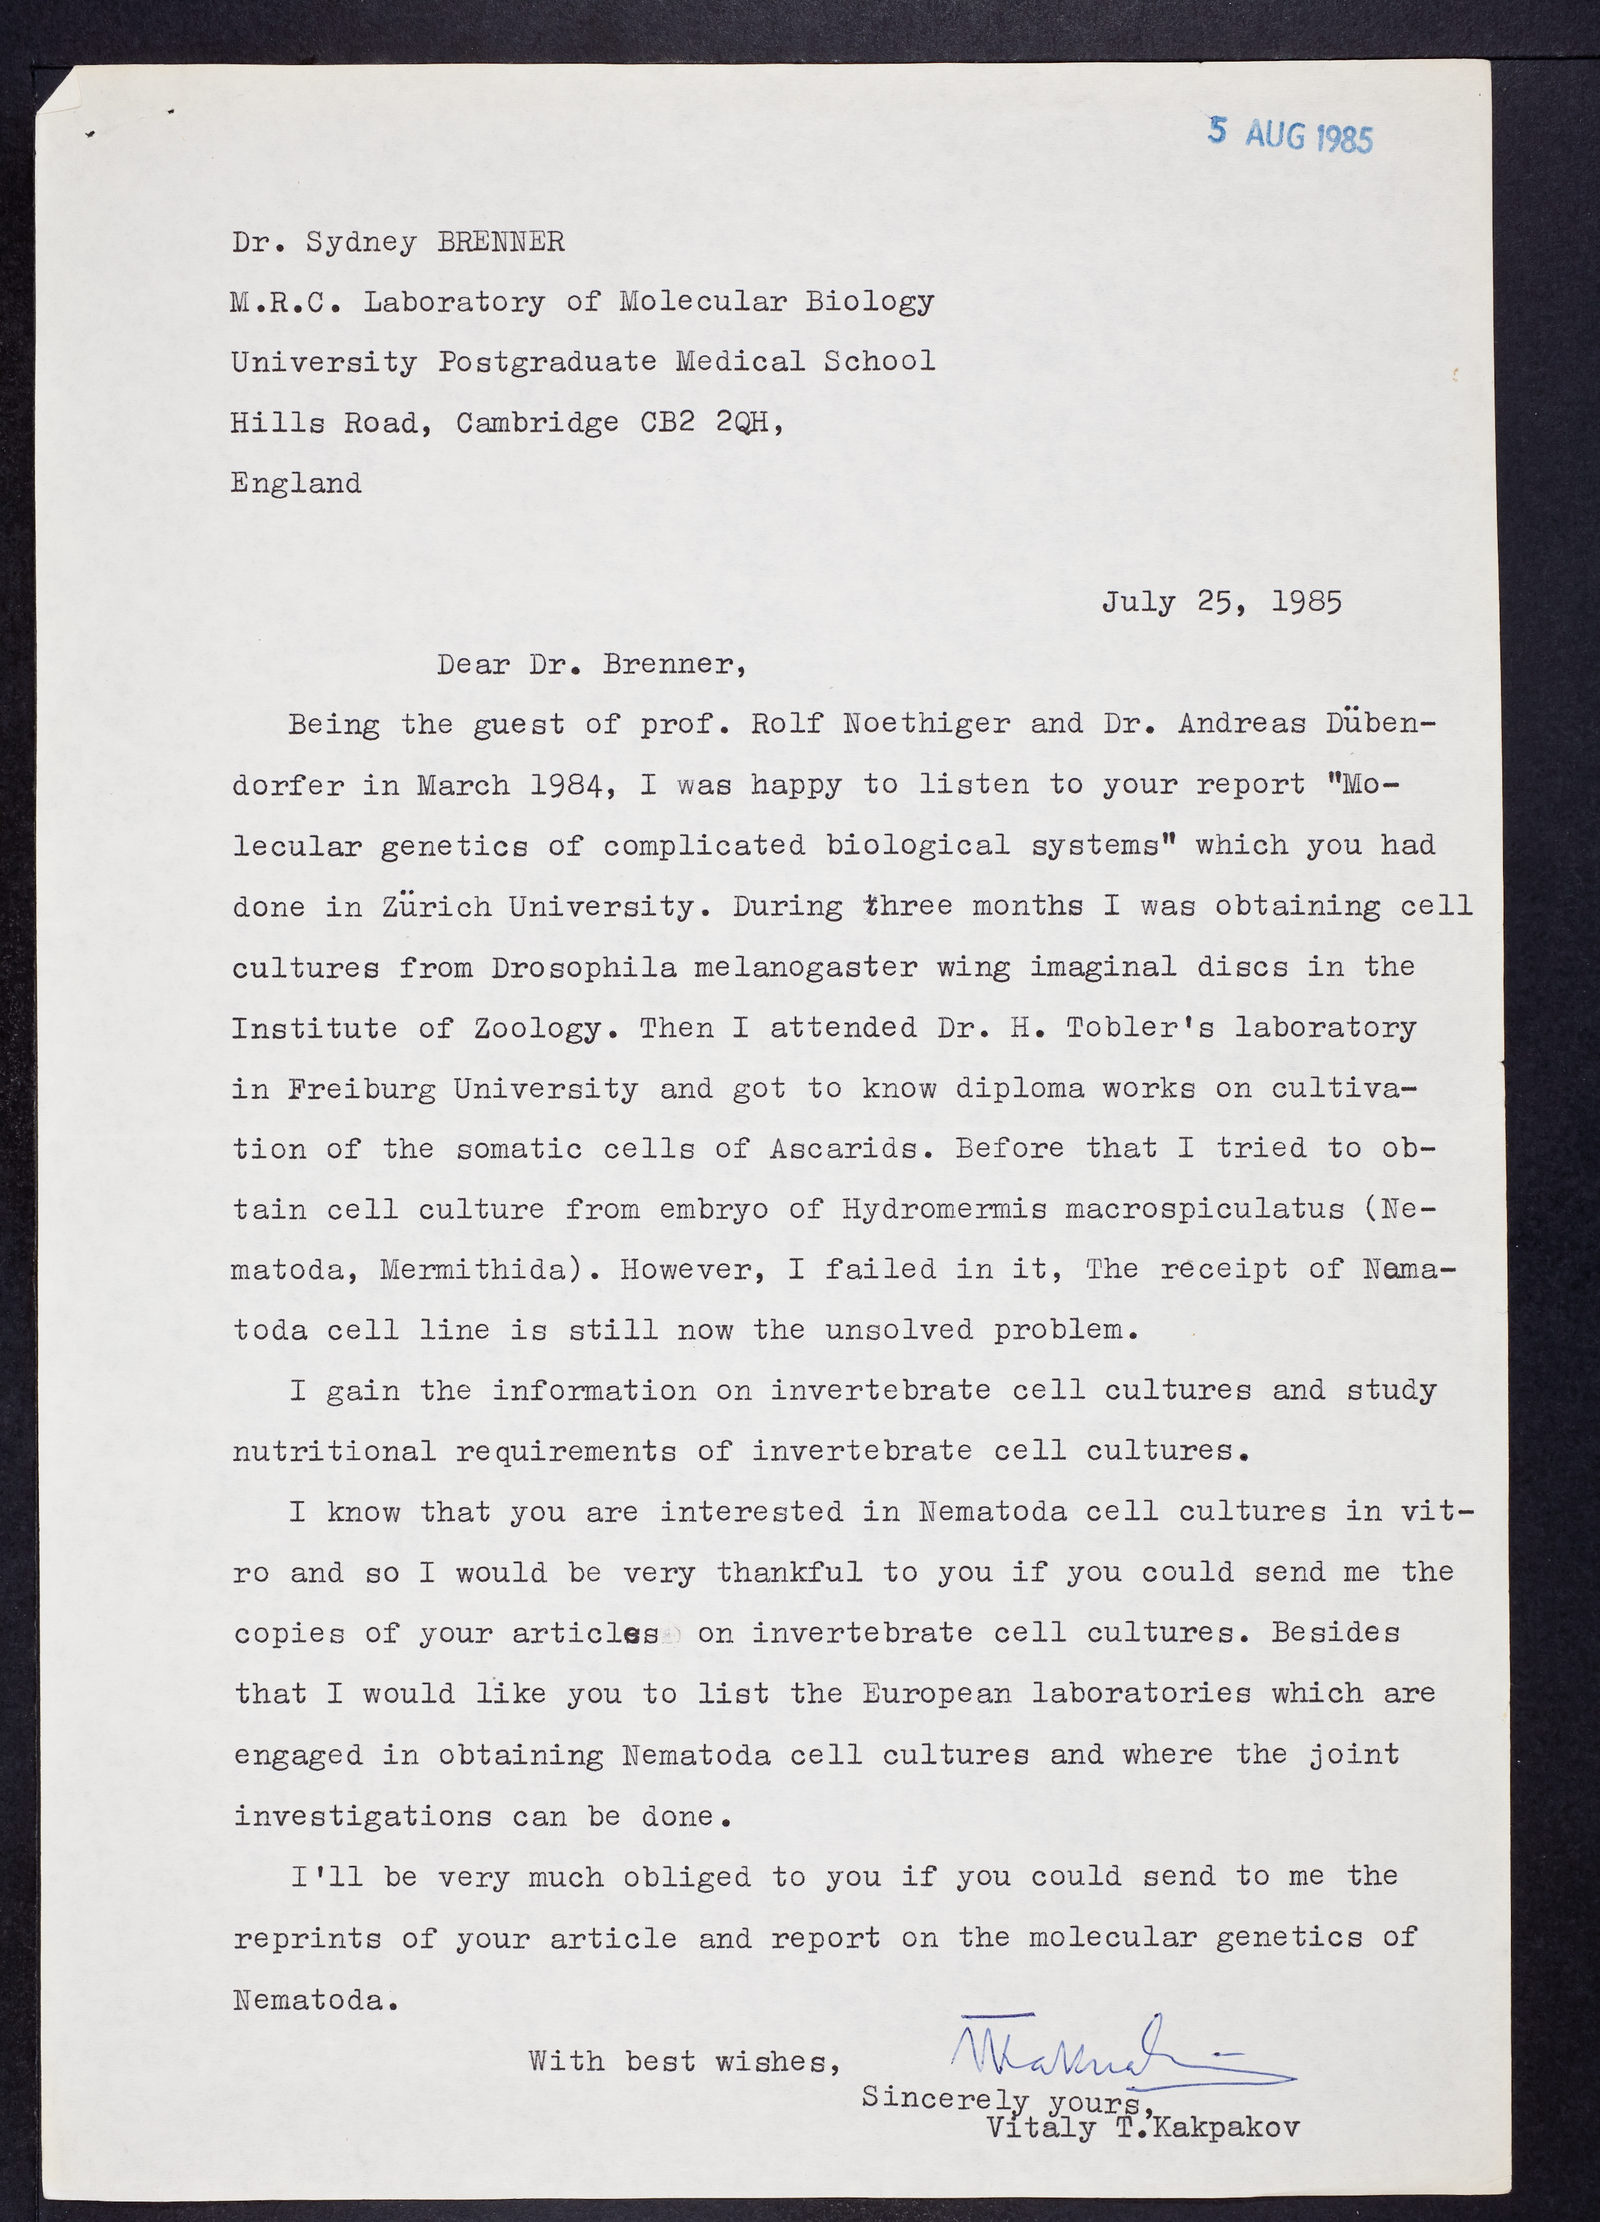 5 AUG 1985
Dr. Sydney BRENNER
M.R.C. Laboratory of Molecular Biology
University Postgraduate Medical School
Hills Road, Cambridge CB2 2QH,
England
July 25, 1985
Dear Dr. Brenner,
Being the guest of prof. Rolf Noethiger and Dr. Andreas Düben-
dorfer in March 1984, I was happy to listen to your report "Mo-
lecular genetics of complicated biological systems" which you had
done in Zürich University. During three months I was obtaining cell
cultures from Drosophila melanogaster wing imaginal discs in the
Institute of Zoology. Then I attended Dr. H. Tobler's laboratory
in Freiburg University and got to know diploma works on cultiva-
tion of the somatic cells of Ascarids. Before that I tried to ob-
tain cell culture from embryo of Hydromermis macrospiculatus (Ne-
matoda, Mermithida). However, I failed in it, The receipt of Nema-
toda cell line is still now the unsolved problem.
I gain the information on invertebrate cell cultures and study
nutritional requirements of invertebrate cell cultures.
I know that you are interested in Nematoda cell cultures in vit-
ro and so I would be very thankful to you if you could send me the
copies of your articles on invertebrate cell cultures. Besides
that I would like you to list the European laboratories which are
engaged in obtaining Nematoda cell cultures and where the joint
investigations can be done.
I'll be very much obliged to you if you could send to me the
reprints of your article and report on the molecular genetics of
Nematoda.
With best wishes,
Sincerely yours,
Vitaly T.Kakpakov